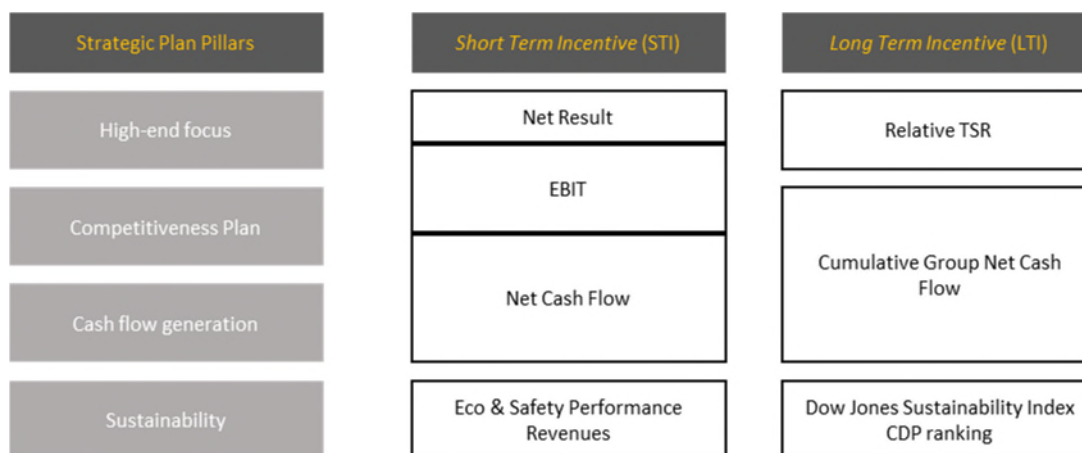 Strategic Plan Pillars
Short Term Incentive (STI)
Long Term Incentive (LTI)
High-end focus
Net Result
Relative TSR
EBIT
Competitiveness Plan
Cumulative Group Net Cash
Flow
Net Cash Flow
Cash flow generation
Sustainability
Eco & Safety Performance
Revenues
Dow Jones Sustainability Index
CDP ranking